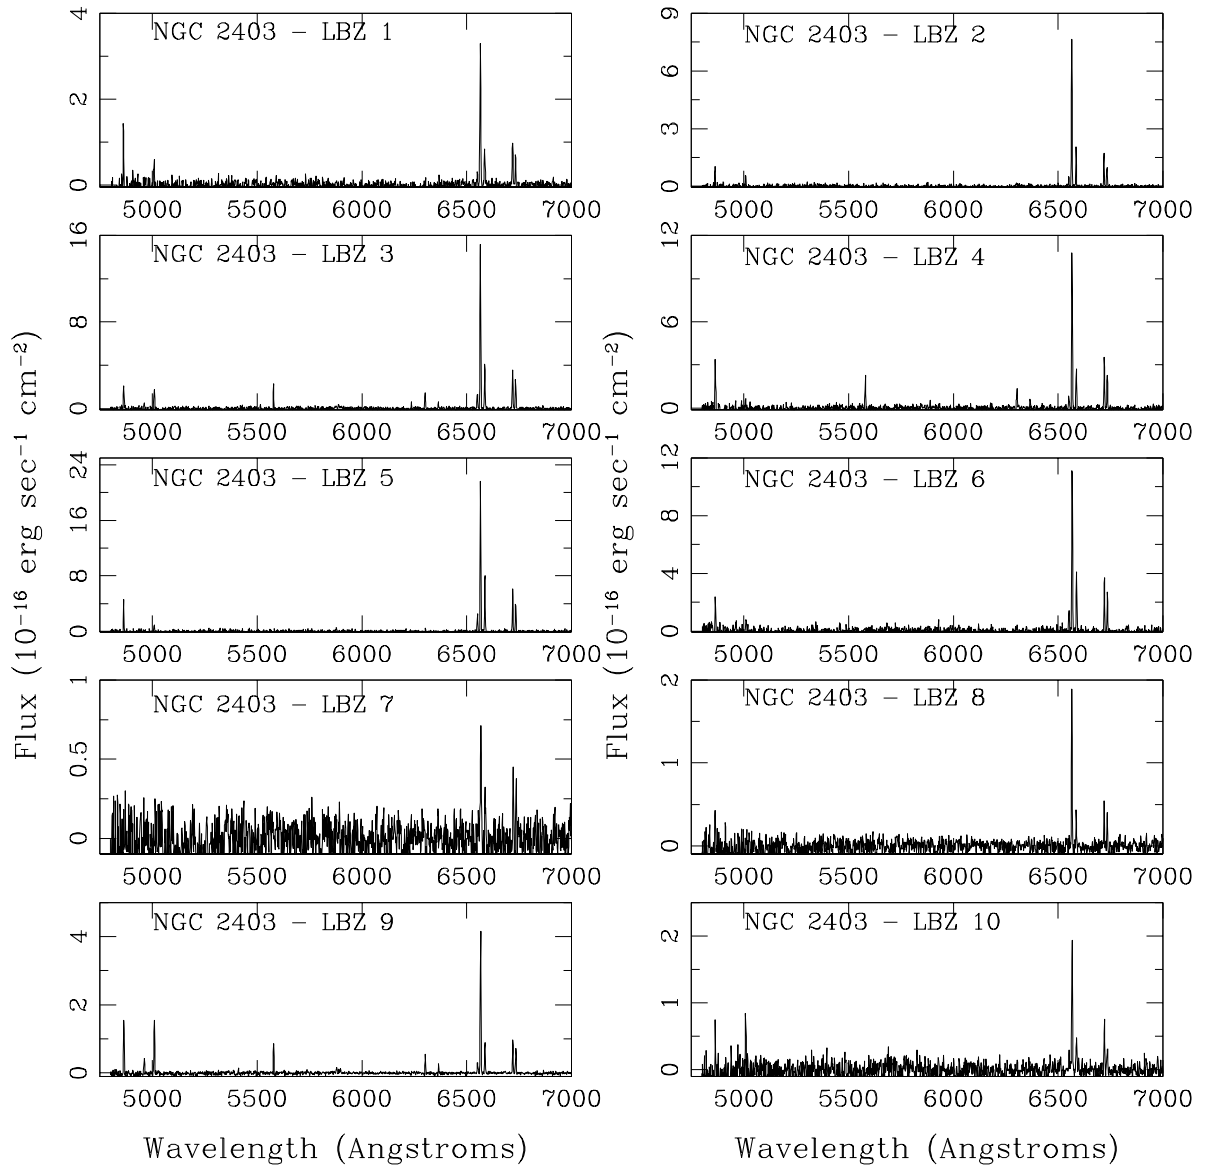 NGC 2403 − LBZ 1
4
2
0
5000 5500 6000 6500 7000
NGC 2403 − LBZ 2
9
6
3
0
5000 5500 6000 6500 7000
NGC 2403 − LBZ 3
16
8
0
5000 5500 6000 6500 7000
NGC 2403 − LBZ 4
12
6
0
5000 5500 6000 6500 7000
NGC 2403 − LBZ 5
24
16
8
0
5000 5500 6000 6500 7000
NGC 2403 − LBZ 6
12
8
4
0
5000 5500 6000 6500 7000
NGC 2403 − LBZ 7
1
0.5
0
5000 5500 6000 6500 7000
NGC 2403 − LBZ 8
2
1
0
5000 5500 6000 6500 7000
NGC 2403 − LBZ 9
4
2
0
5000 5500 6000 6500 7000
NGC 2403 − LBZ 10
2
1
0
5000 5500 6000 6500 7000
Flux (10⁻¹⁶ erg sec⁻¹ cm⁻²)
Flux (10⁻¹⁶ erg sec⁻¹ cm⁻²)
Wavelength (Angstroms)
Wavelength (Angstroms)